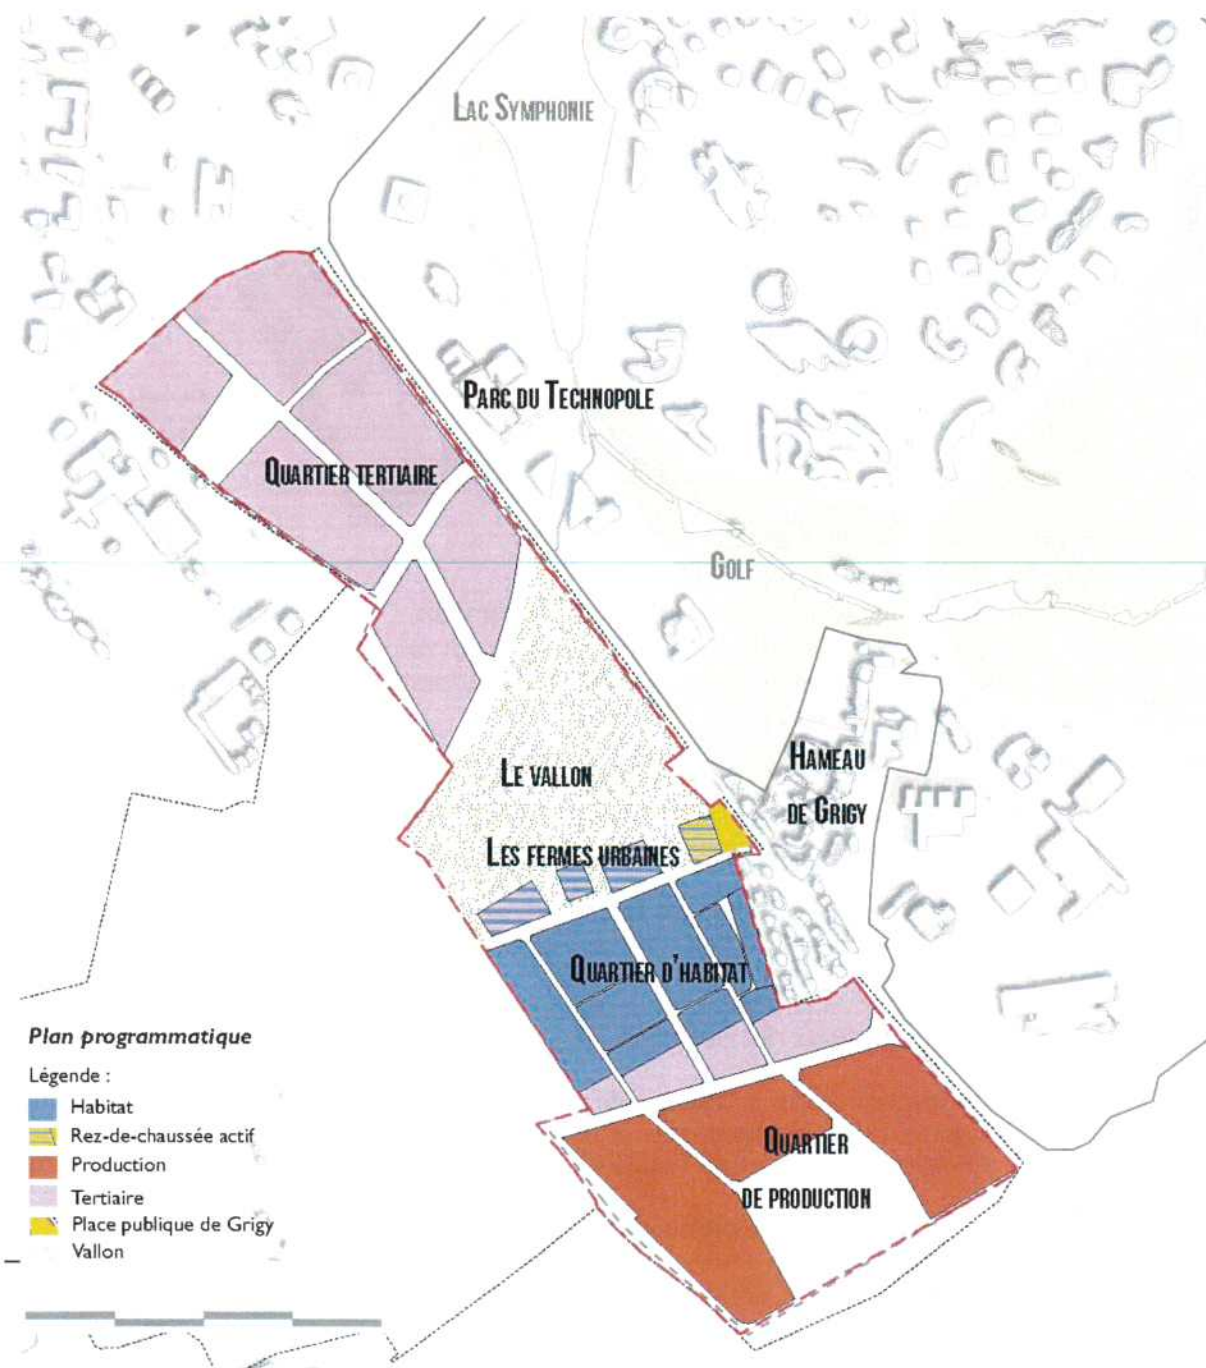 LAC SYMPHONIE
PARC DU TECHNOPOLE
QUARTIER TERTIAIRE
GOLF
HAMEAU
DE GRIGY
LE VALLON
LES FERMES URBAINES
QUARTIER D'HABITAT
QUARTIER
DE PRODUCTION
Plan programmatique
Légende :
Habitat
Rez-de-chaussée actif
Production
Tertiaire
Place publique de Grigy
Vallon